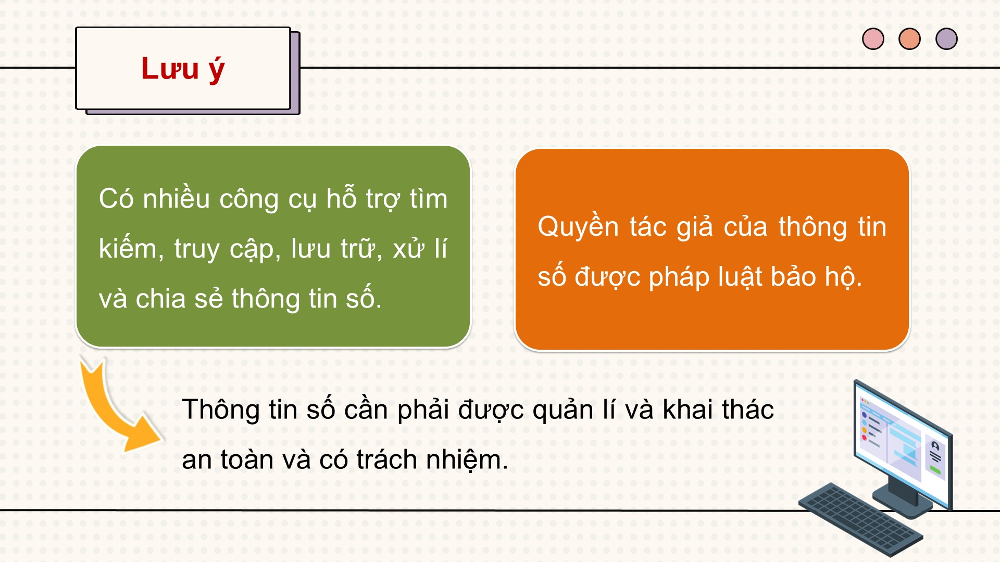 Lưu ý
Có nhiều công cụ hỗ trợ tìm
kiếm, truy cập, lưu trữ, xử lí
và chia sẻ thông tin số.
Quyền tác giả của thông tin
số được pháp luật bảo hộ.
Thông tin số cần phải được quản lí và khai thác
an toàn và có trách nhiệm.